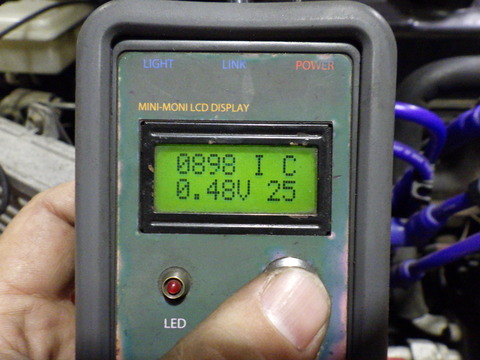 LIGHT LINK POWER
MINI-MONI LCD DISPLAY
0898 I C
0.48V 25
LED